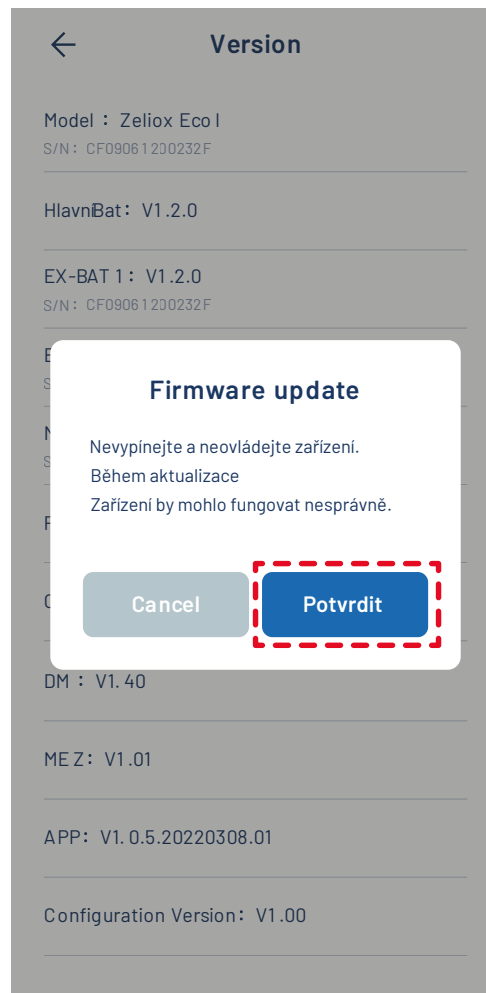 Version
Model : Zeliox Eco l
S/N : CF09061200232F
HlavníBat: V1.2.0
EX-BAT 1 : V1.2.0
S/N : CF09061200232F
Firmware update
Nevypínejte a neovládejte zařízení.
Během aktualizace
Zařízení by mohlo fungovat nesprávně.
Cancel Potvrdit
DM : V1.40
MEZ: V1.01
APP: V1.0.5.20220308.01
Configuration Version: V1.00